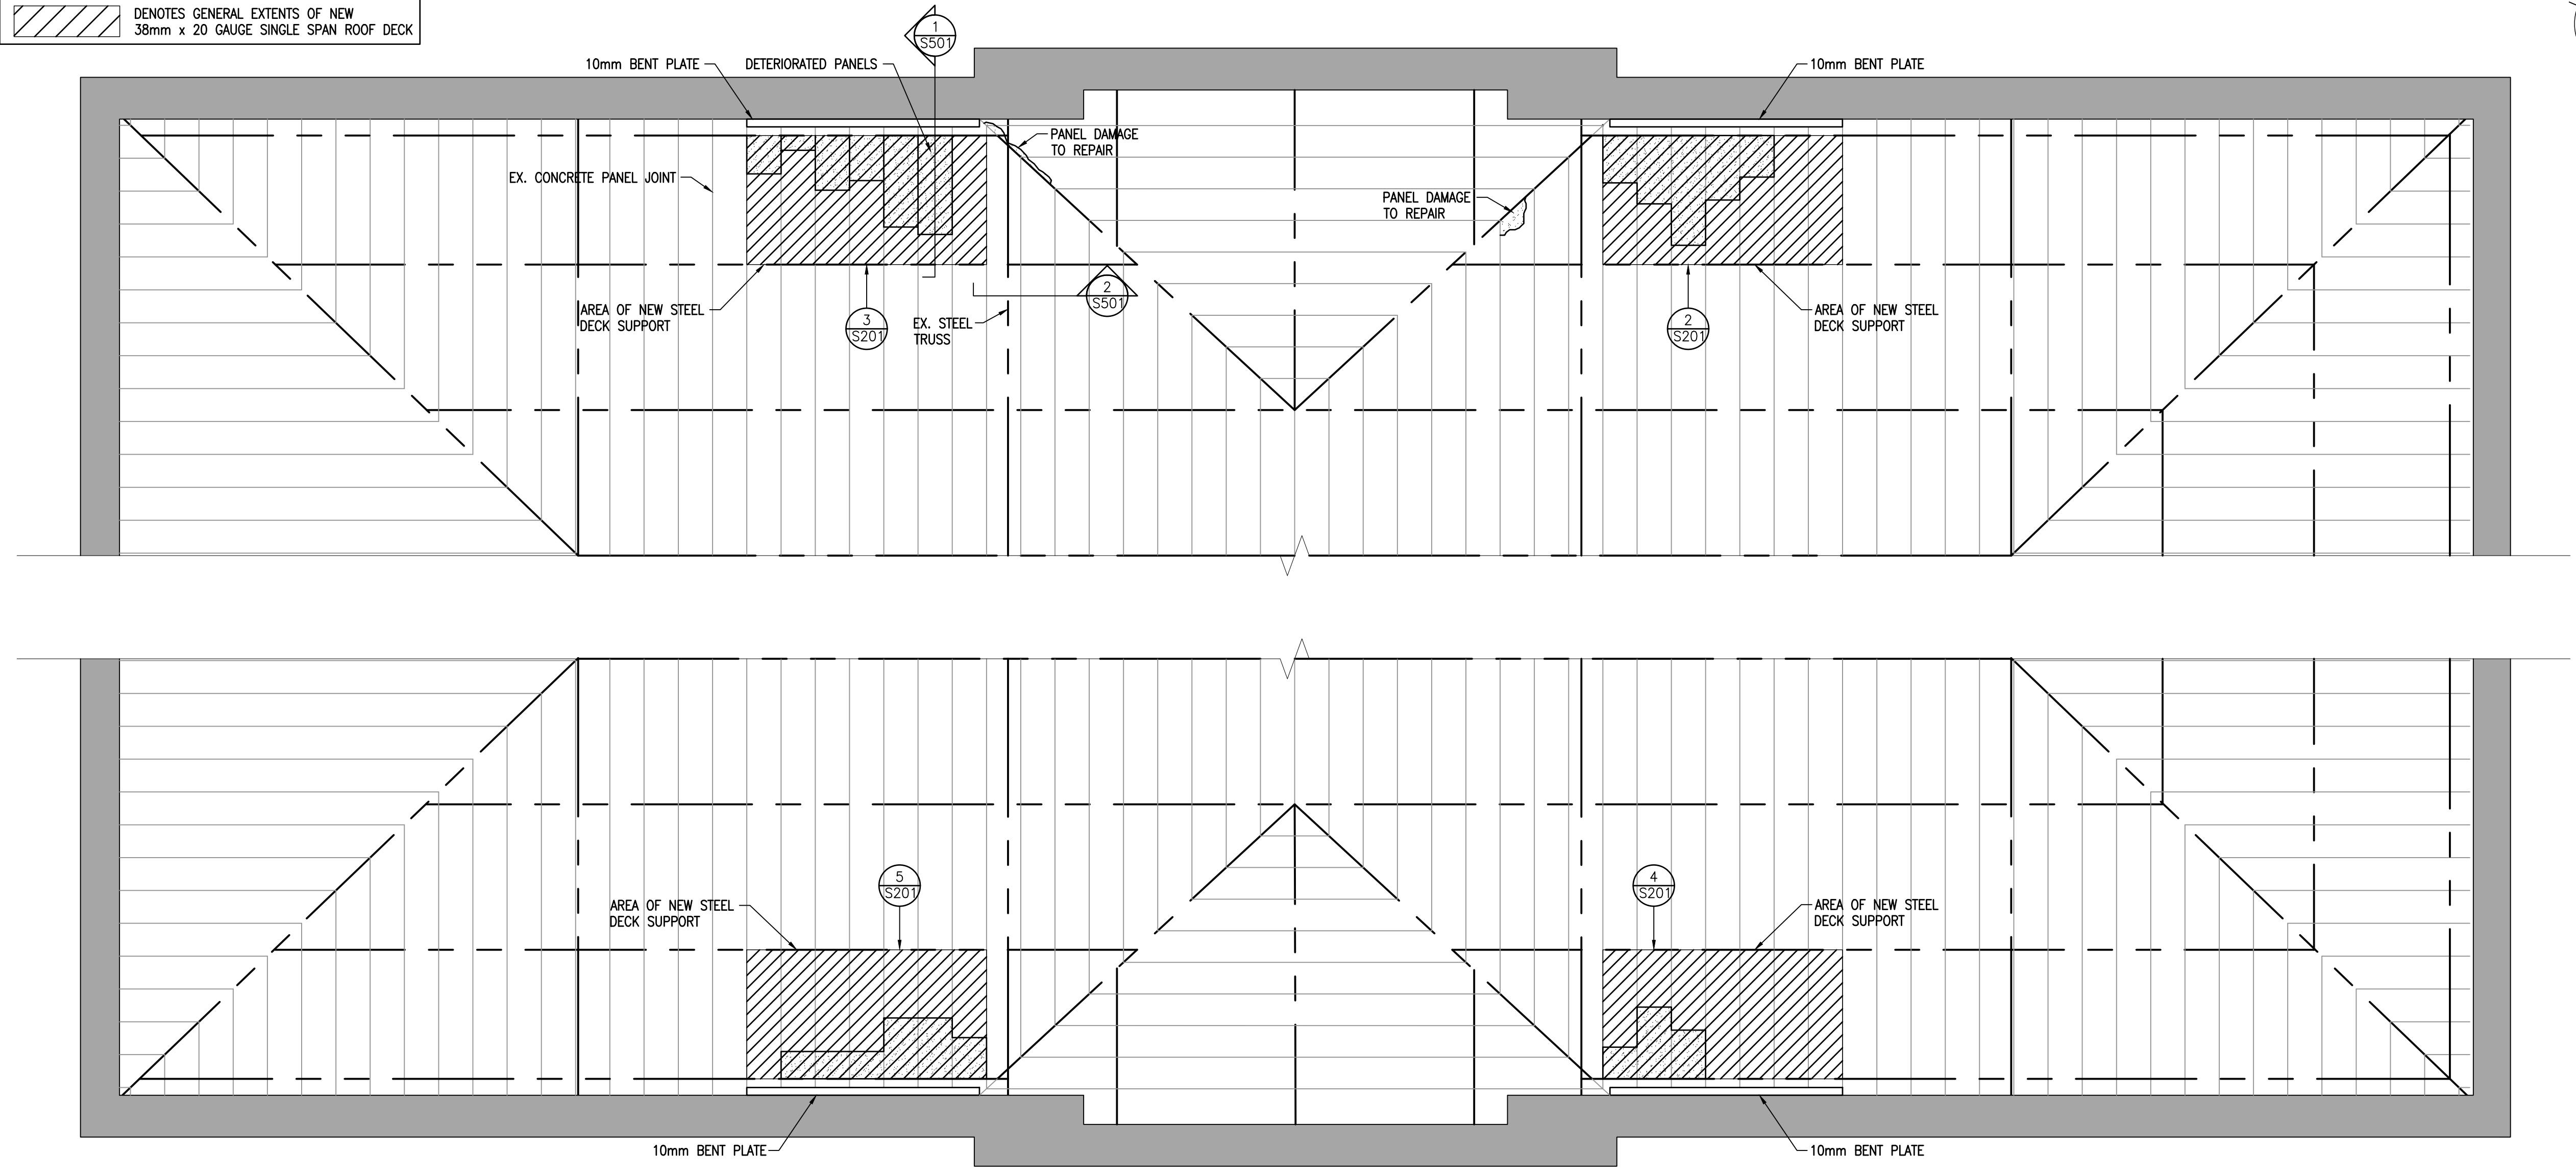 DENOTES GENERAL EXTENTS OF NEW
38mm x 20 GAUGE SINGLE SPAN ROOF DECK
1
S501
10mm BENT PLATE
DETERIORATED PANELS
10mm BENT PLATE
PANEL DAMAGE
TO REPAIR
EX. CONCRETE PANEL JOINT
PANEL DAMAGE
TO REPAIR
AREA OF NEW STEEL
DECK SUPPORT
3
S201
EX. STEEL
TRUSS
2
S501
2
S201
AREA OF NEW STEEL
DECK SUPPORT
5
S201
4
S201
AREA OF NEW STEEL
DECK SUPPORT
AREA OF NEW STEEL
DECK SUPPORT
10mm BENT PLATE
10mm BENT PLATE